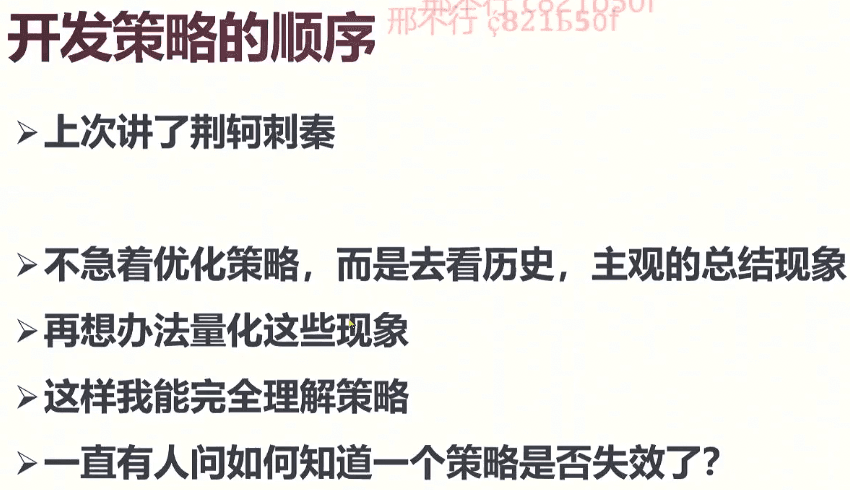 开发策略的顺序
邢不行 c821b50f
邢不行 c821b50f
➢上次讲了荆轲刺秦
➢不急着优化策略，而是去看历史，主观的总结现象
➢再想办法量化这些现象
➢这样我能完全理解策略
➢一直有人问如何知道一个策略是否失效了？